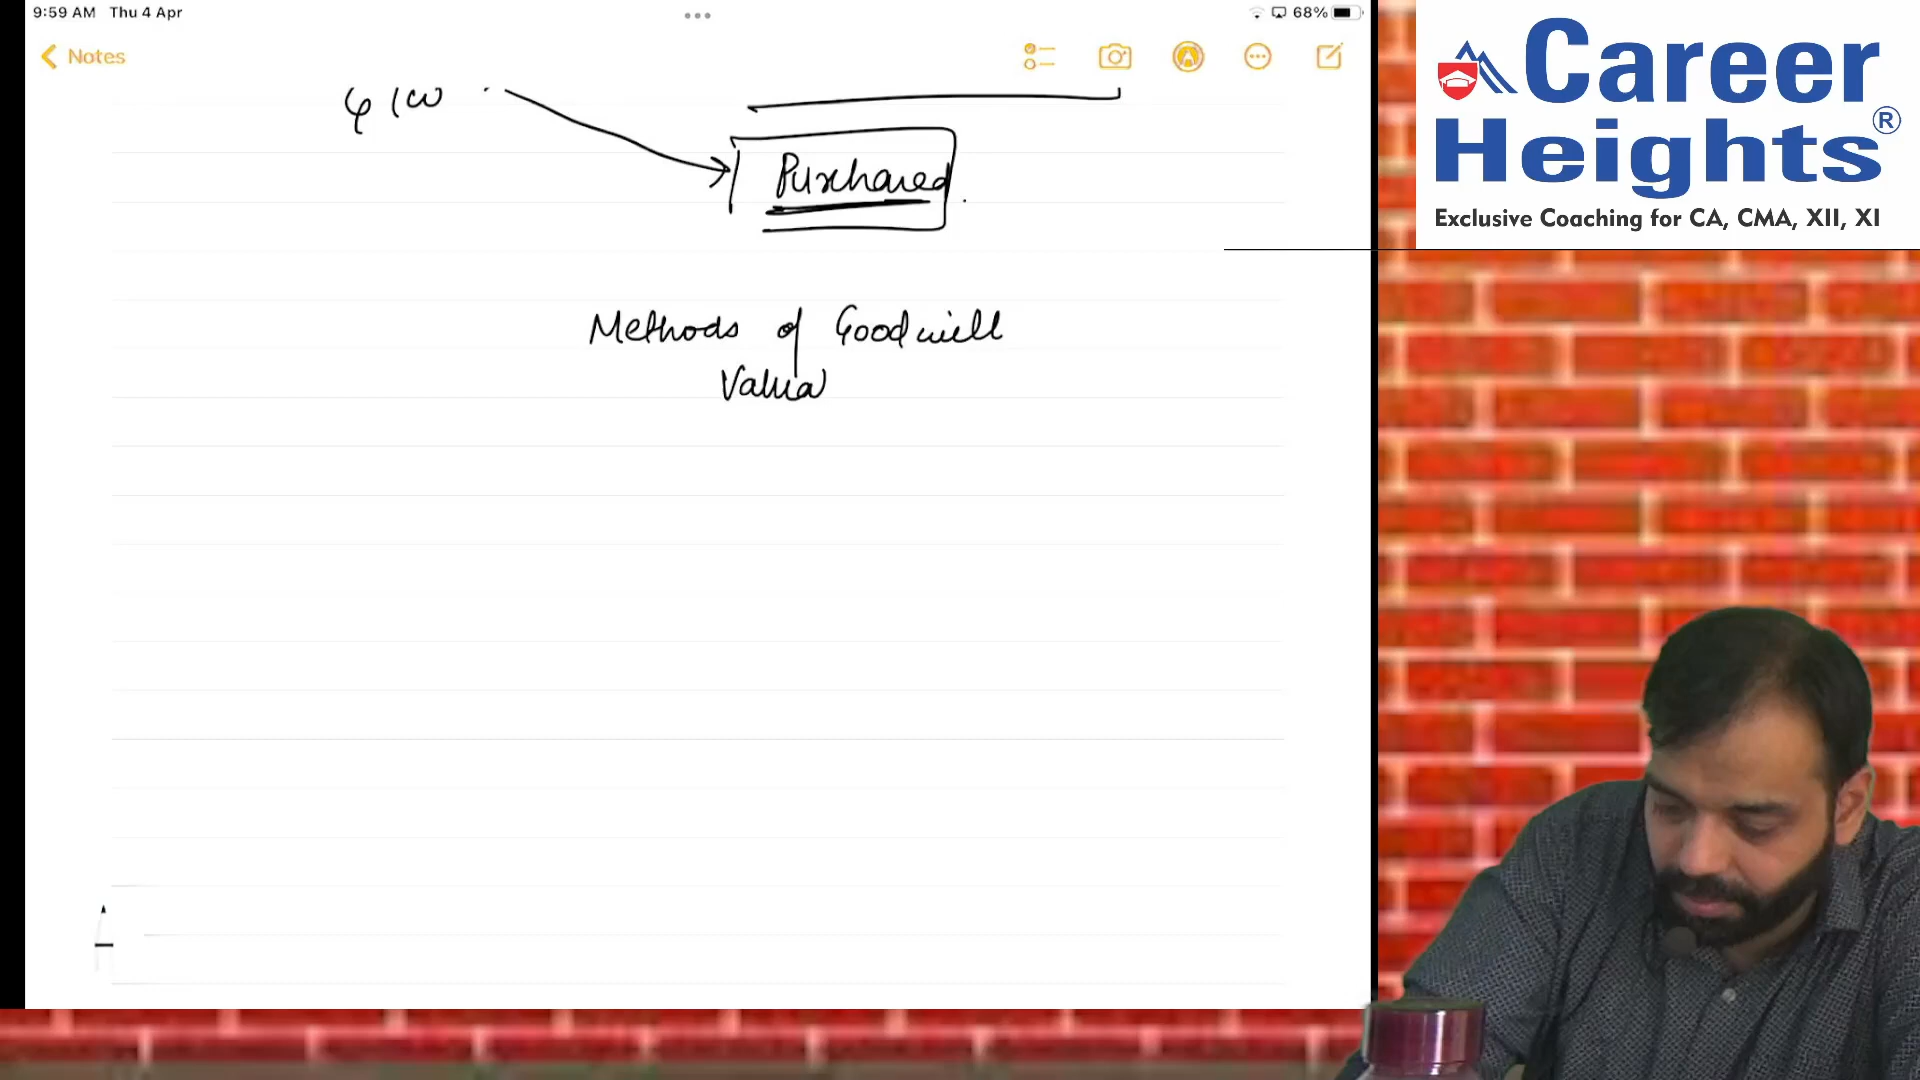 9:59 AM Thu 4 Apr
68%
Notes
Career
Heights®
Exclusive Coaching for CA, CMA, XII, XI
Purchased
Methods of Goodwill
Valua